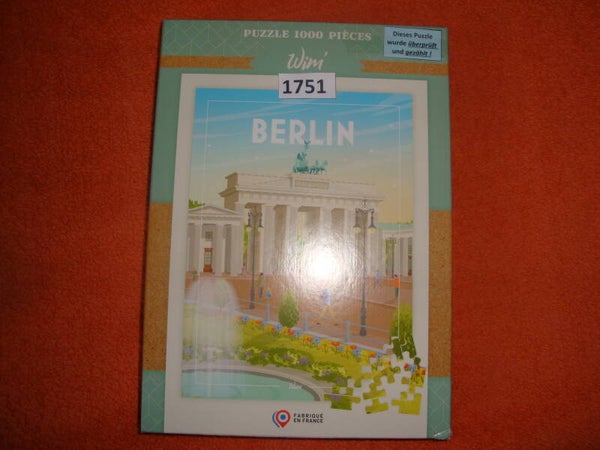 PUZZLE 1000 PIÈCES
Dieses Puzzle
wurde überprüft
und gezählt !
Wim'
1751
BERLIN
FABRIQUÉ
EN FRANCE